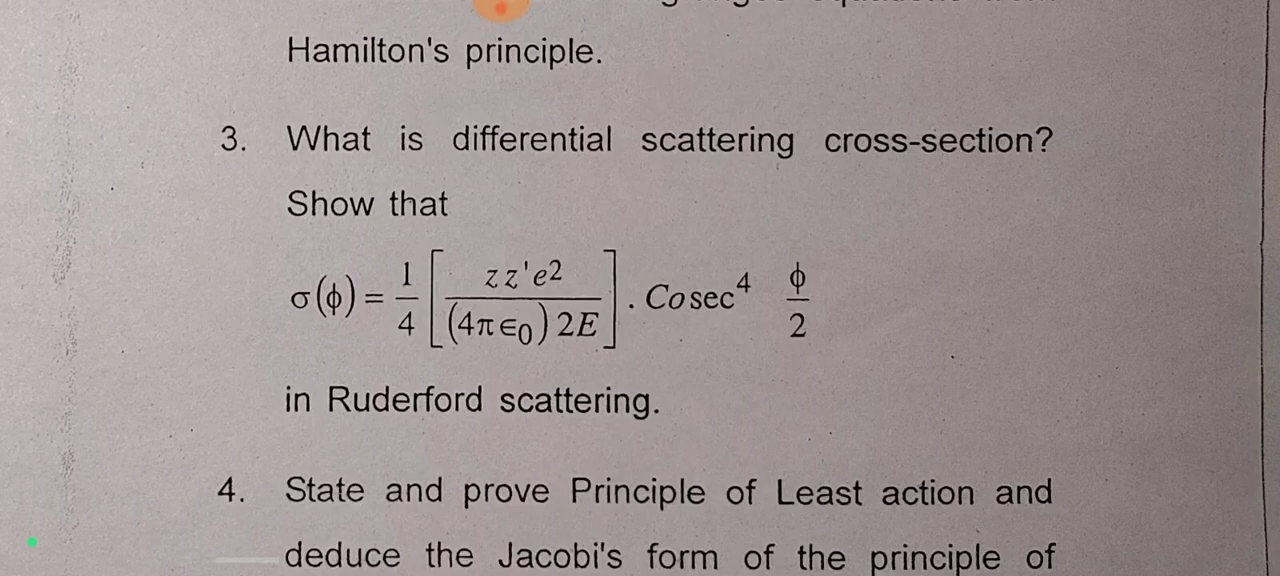 Hamilton's principle.
3. What is differential scattering cross-section?
Show that
σ(ϕ) = 1/4 [ zz'e2 / (4π∈0) 2E ] . Cosec⁴ ϕ/2
in Ruderford scattering.
4. State and prove Principle of Least action and
deduce the Jacobi's form of the principle of